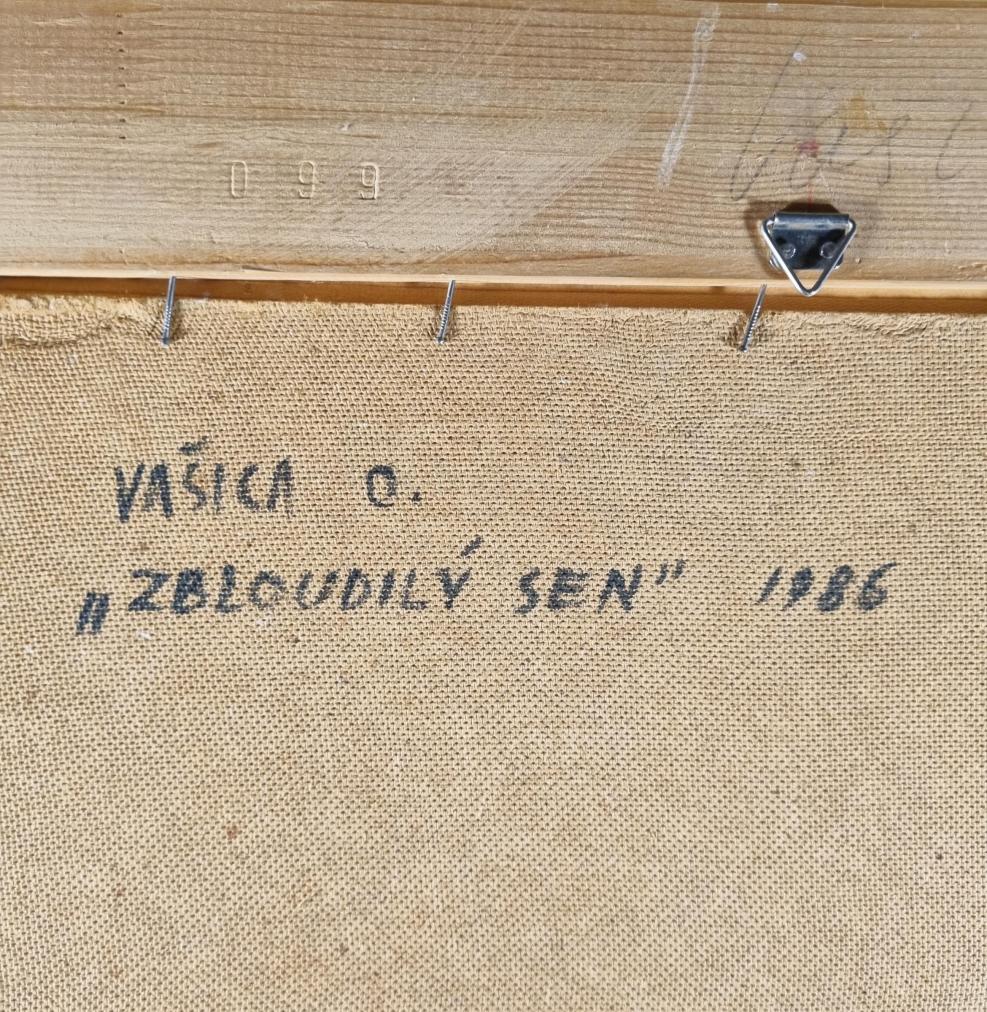 099
VAŠICA O.
„ZBLOUDILÝ SEN" 1986